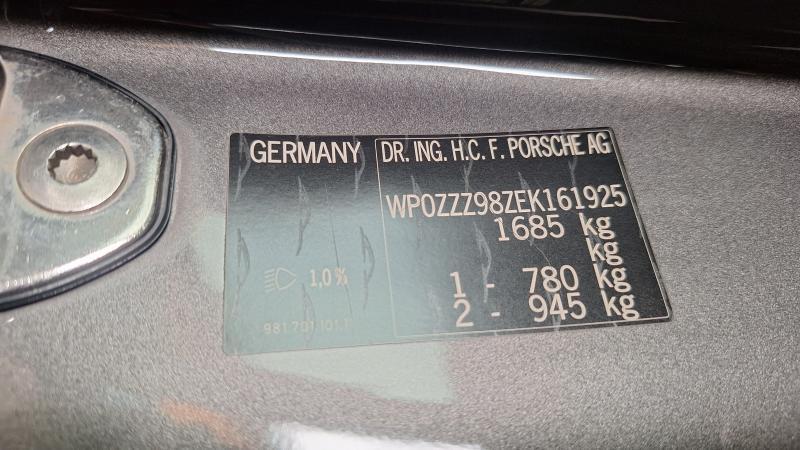 GERMANY
DR. ING. H.C. F. PORSCHE AG
WP0ZZZ98ZEK161925
1685 kg
kg
1 - 780 kg
2 - 945 kg
1,0 %
981.701.101.1